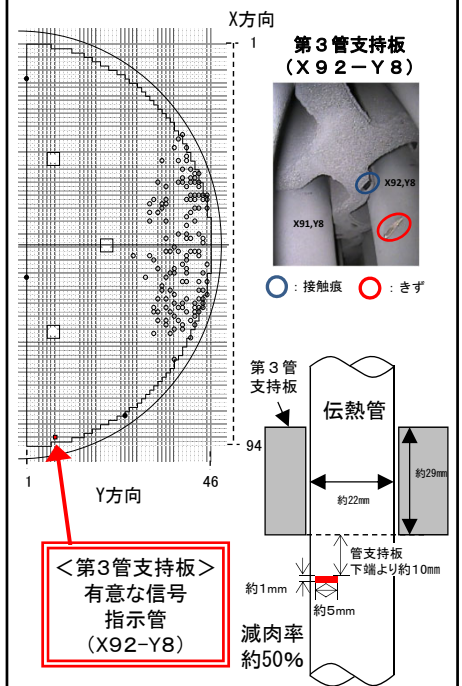 X方向
1
94
1
46
Y方向
<第3管支持板>
有意な信号
指示管
(X92-Y8)
第3管支持板
(X92-Y8)
X91,Y8
X92,Y8
:接触痕
:きず
第3管
支持板
伝熱管
約22㎜
約29㎜
管支持板
下端より約10㎜
約1mm
約5mm
減肉率
約50%